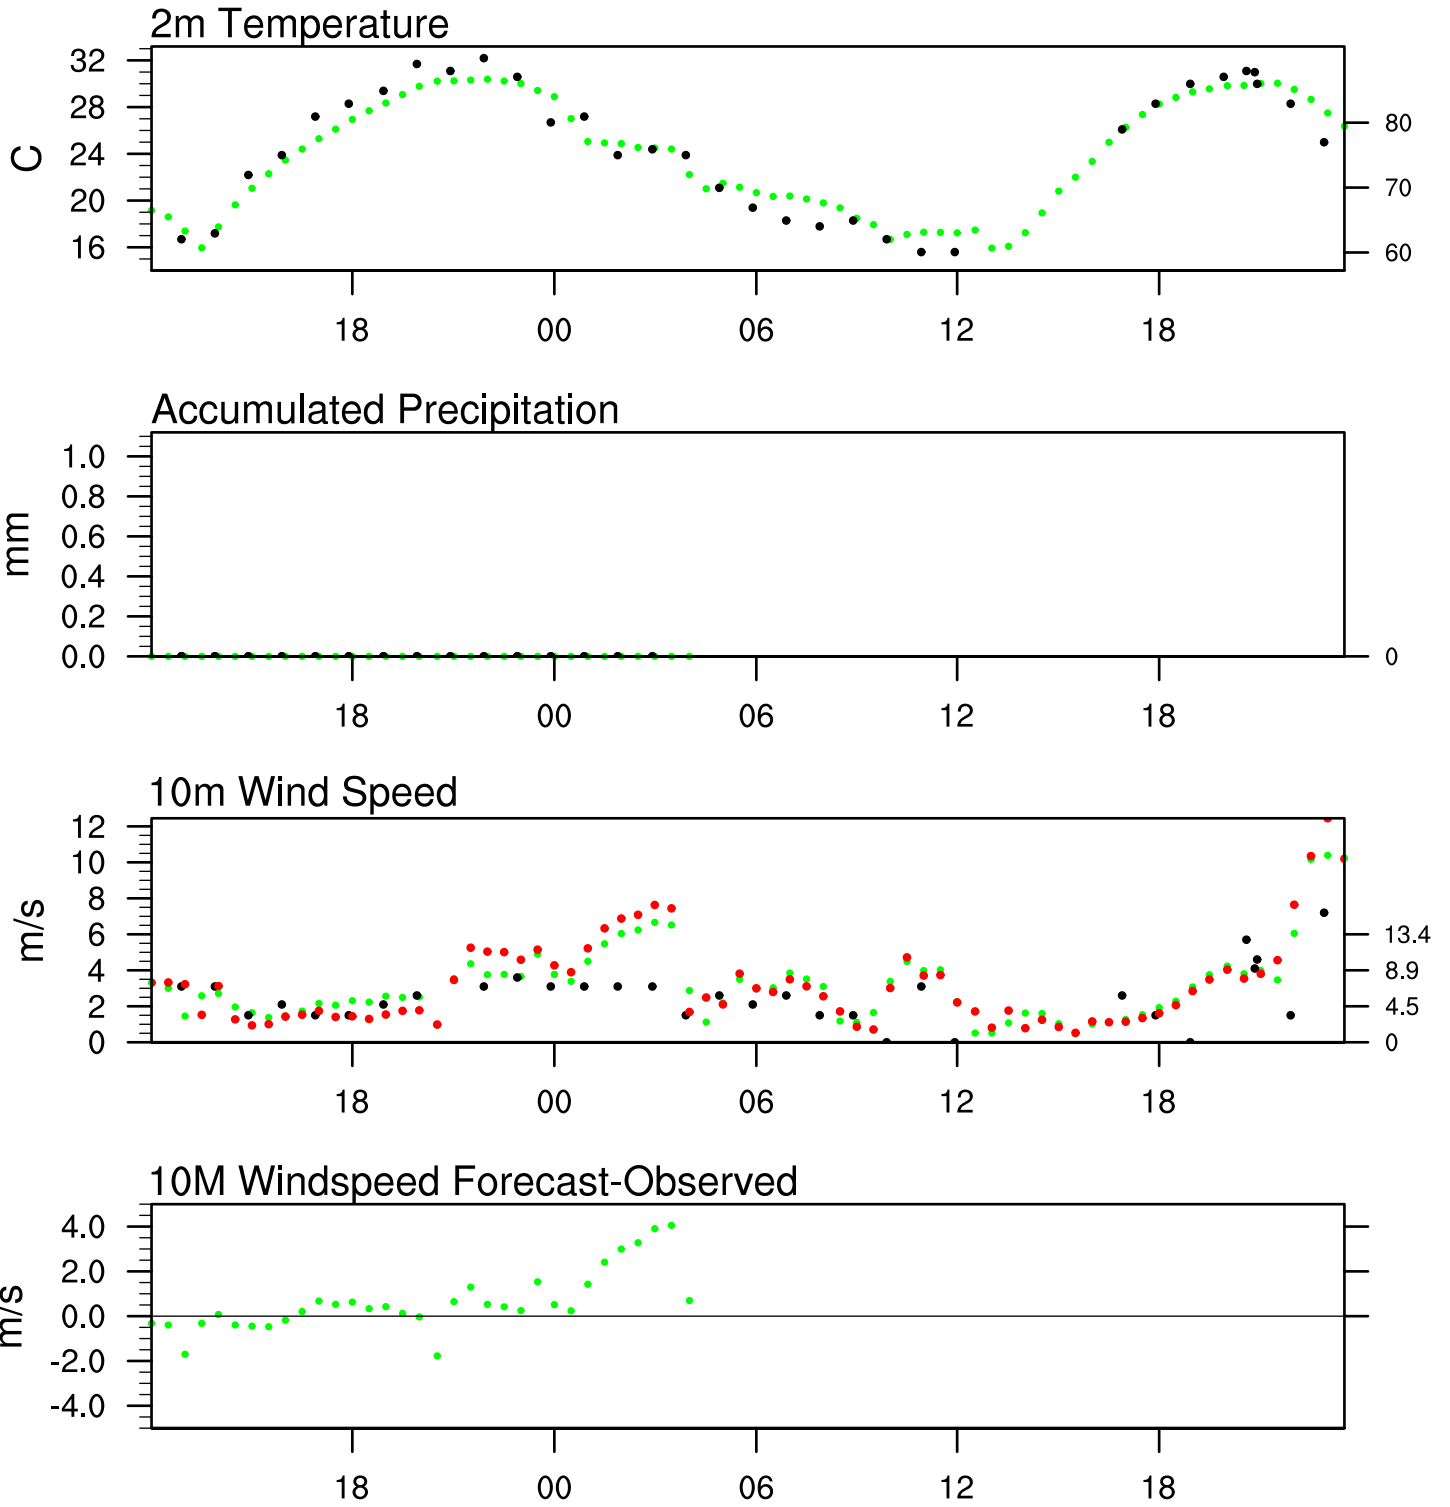 2m Temperature
32
28
24
20
16
C
80
70
60
18 00 06 12 18
Accumulated Precipitation
1.0
0.8
0.6
0.4
0.2
0.0
mm
0
18 00 06 12 18
10m Wind Speed
12
10
8
6
4
2
0
m/s
13.4
8.9
4.5
0
18 00 06 12 18
10M Windspeed Forecast-Observed
4.0
2.0
0.0
-2.0
-4.0
m/s
18 00 06 12 18